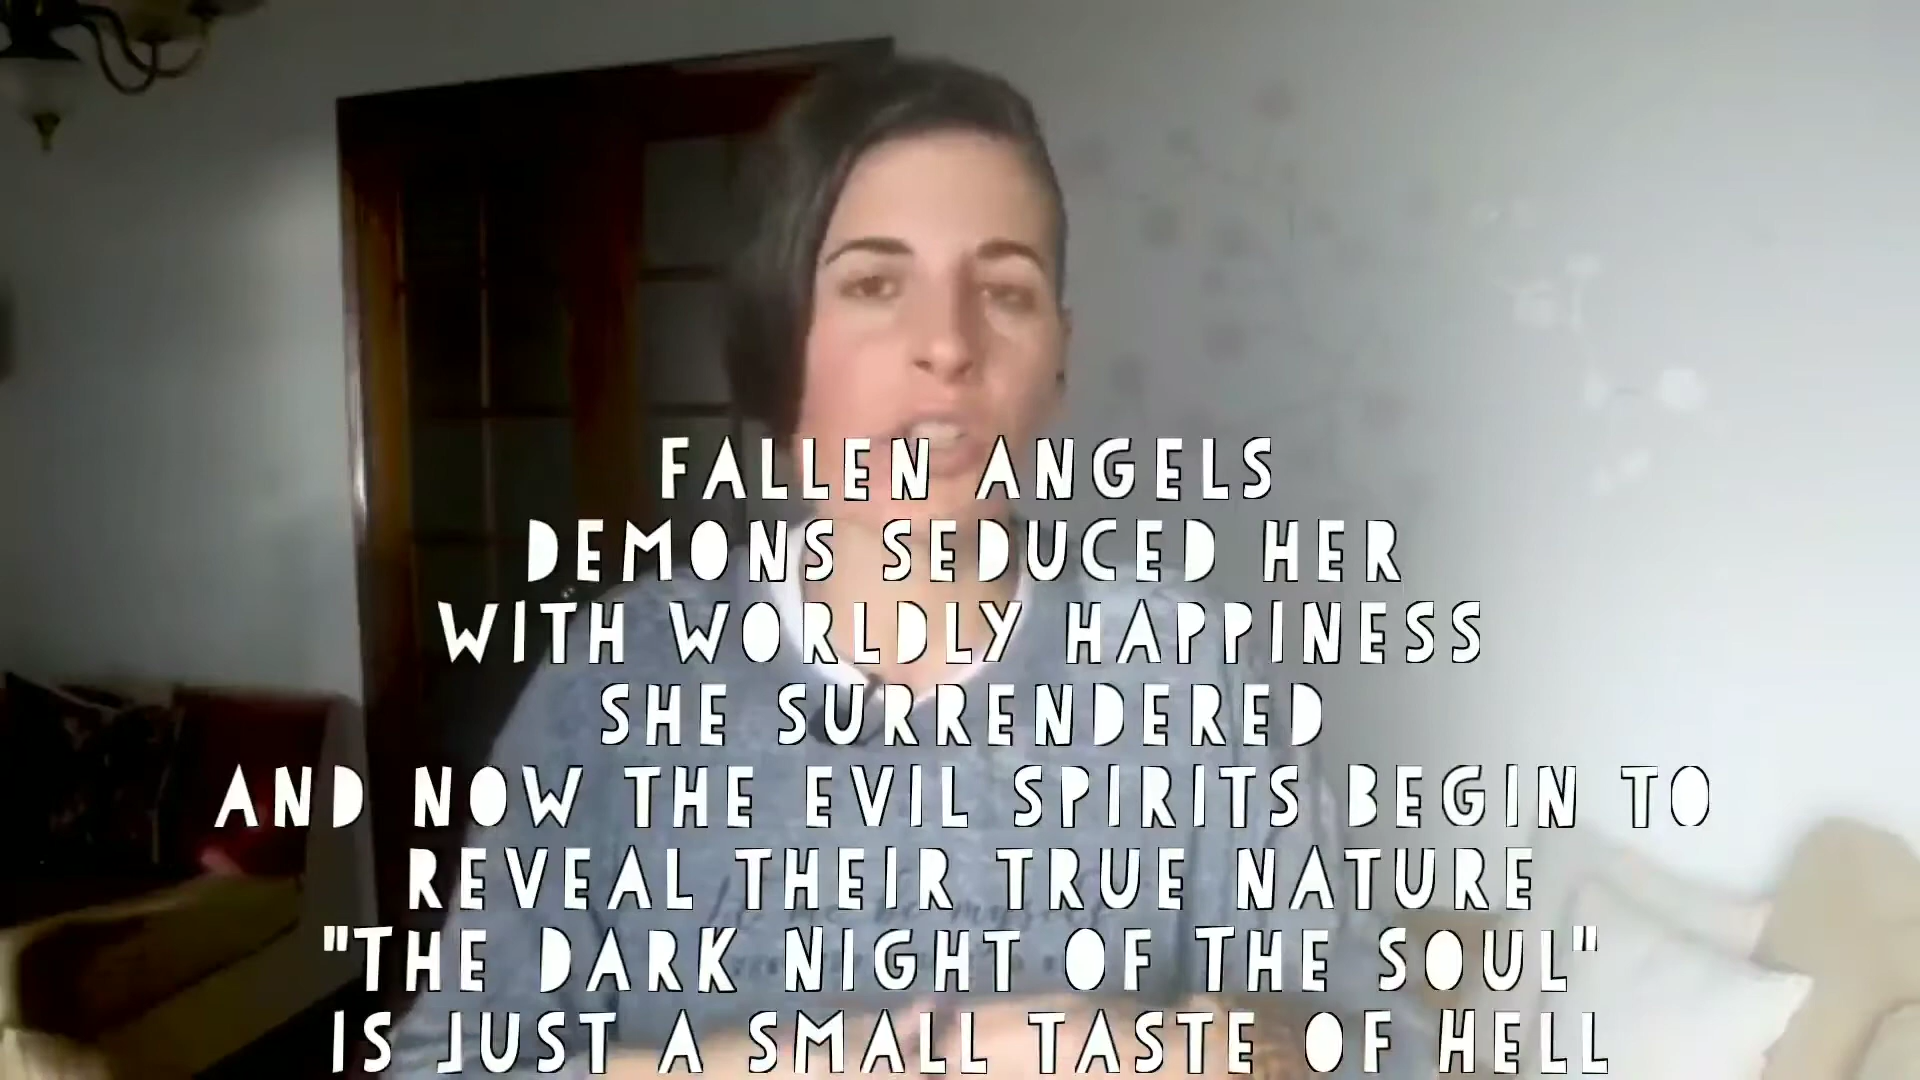 FALLEN ANGELS
DEMONS SEDUCED HER
WITH WORLDLY HAPPINESS
SHE SURRENDERED
AND NOW THE EVIL SPIRITS BEGIN TO
REVEAL THEIR TRUE NATURE
"THE DARK NIGHT OF THE SOUL"
IS JUST A SMALL TASTE OF HELL